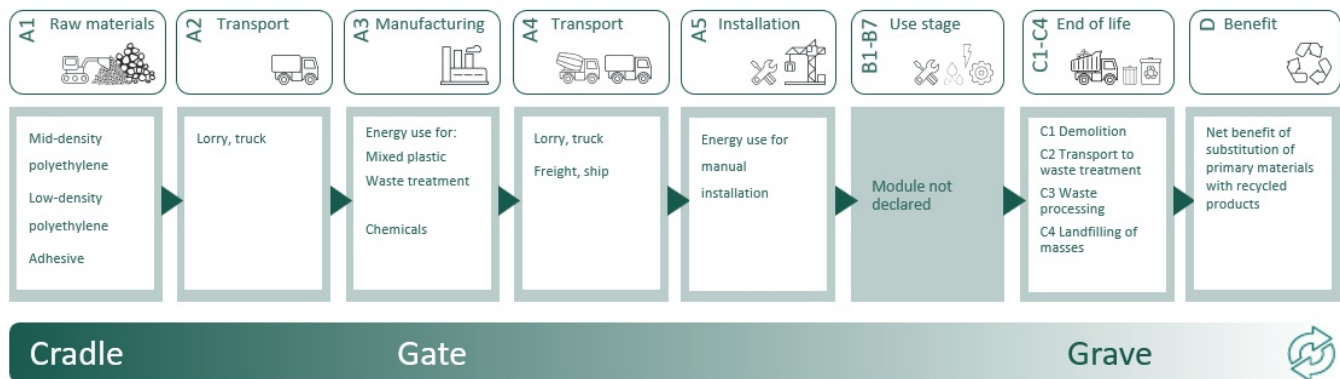 A1 Raw materials
A2 Transport
A3 Manufacturing
A4 Transport
A5 Installation
B1-B7 Use stage
C1-C4 End of life
D Benefit
Mid-density
polyethylene
Low-density
polyethylene
Adhesive
Lorry, truck
Energy use for:
Mixed plastic
Waste treatment
Chemicals
Lorry, truck
Freight, ship
Energy use for
manual
installation
Module not
declared
C1 Demolition
C2 Transport to
waste treatment
C3 Waste
processing
C4 Landfilling of
masses
Net benefit of
substitution of
primary materials
with recycled
products
Cradle
Gate
Grave